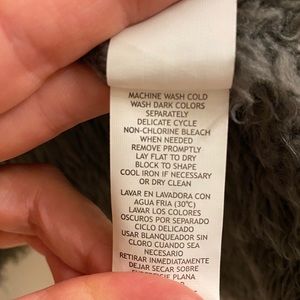 MACHINE WASH COLD
WASH DARK COLORS
SEPARATELY
DELICATE CYCLE
NON-CHLORINE BLEACH
WHEN NEEDED
REMOVE PROMPTLY
LAY FLAT TO DRY
BLOCK TO SHAPE
COOL IRON IF NECESSARY
OR DRY CLEAN
LAVAR EN LAVADORA CON
AGUA FRIA (30°C)
LAVAR LOS COLORES
OSCUROS POR SEPARADO
CICLO DELICADO
USAR BLANQUEADOR SIN
CLORO CUANDO SEA
NECESARIO
RETIRAR INMEDIATAMENTE
DEJAR SECAR SOBRE
SUPERFICIE PLANA